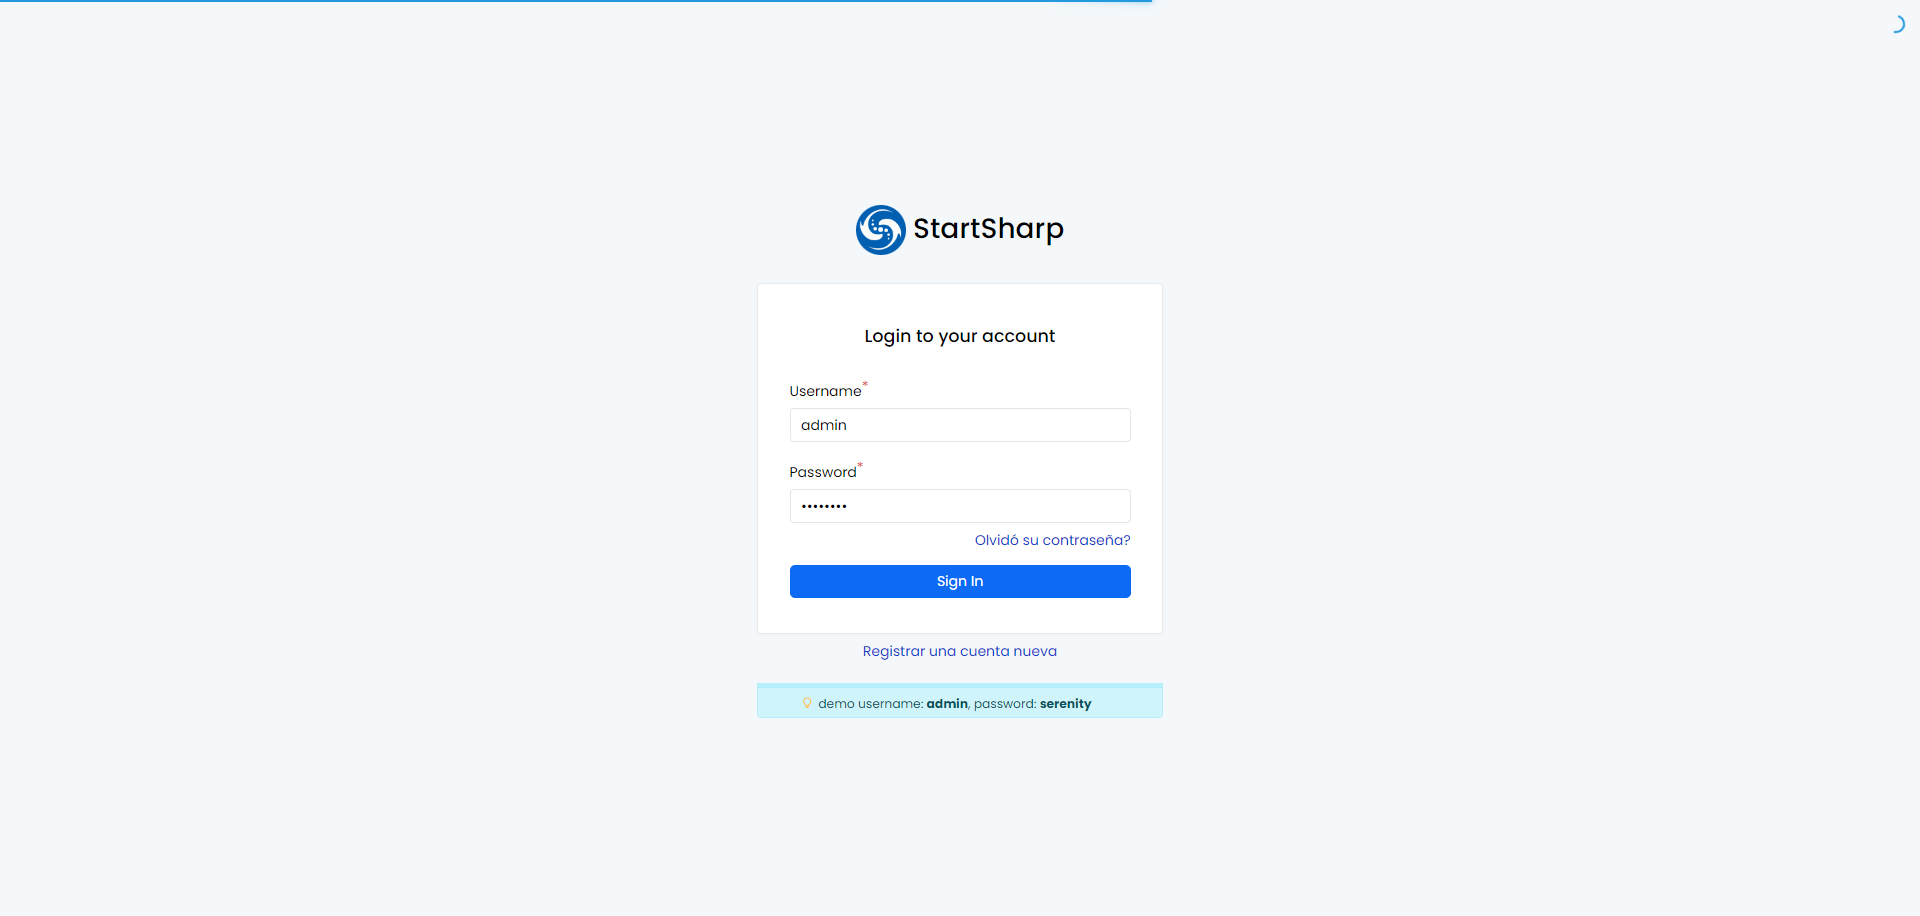 StartSharp
Login to your account
Username*
admin
Password*
••••••••
Olvidó su contraseña?
Sign In
Registrar una cuenta nueva
demo username: admin, password: serenity